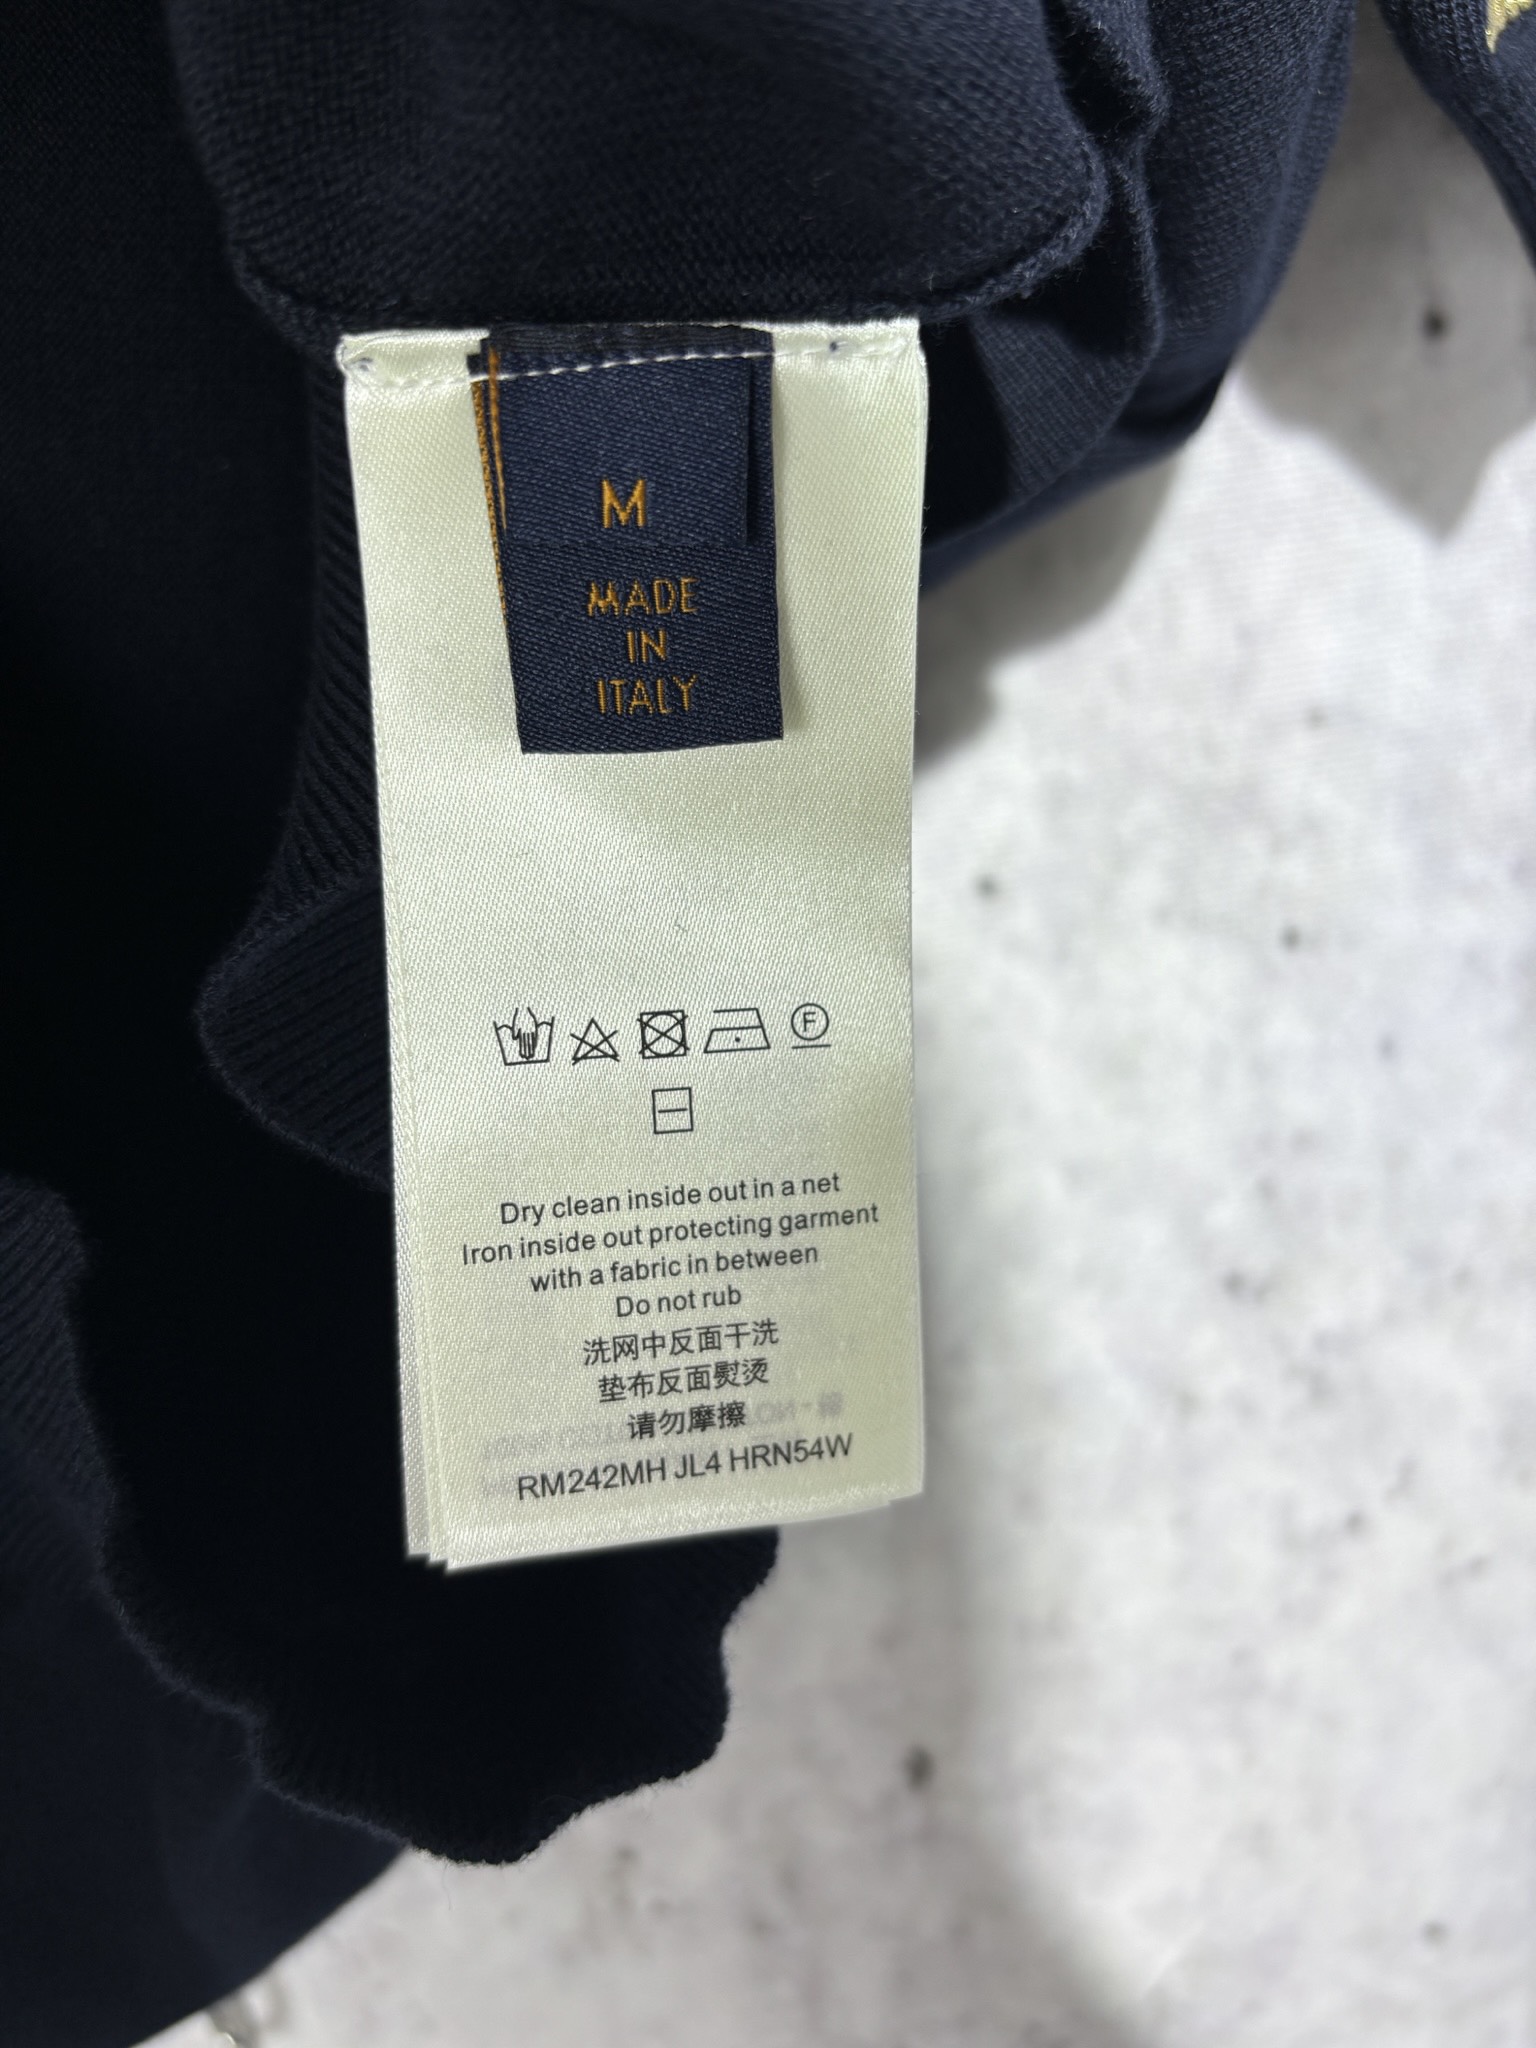 M
MADE
IN
ITALY
F
Dry clean inside out in a net
Iron inside out protecting garment
with a fabric in between
Do not rub
洗网中反面干洗
垫布反面熨烫
请勿摩擦
RM242MH JL4 HRN54W